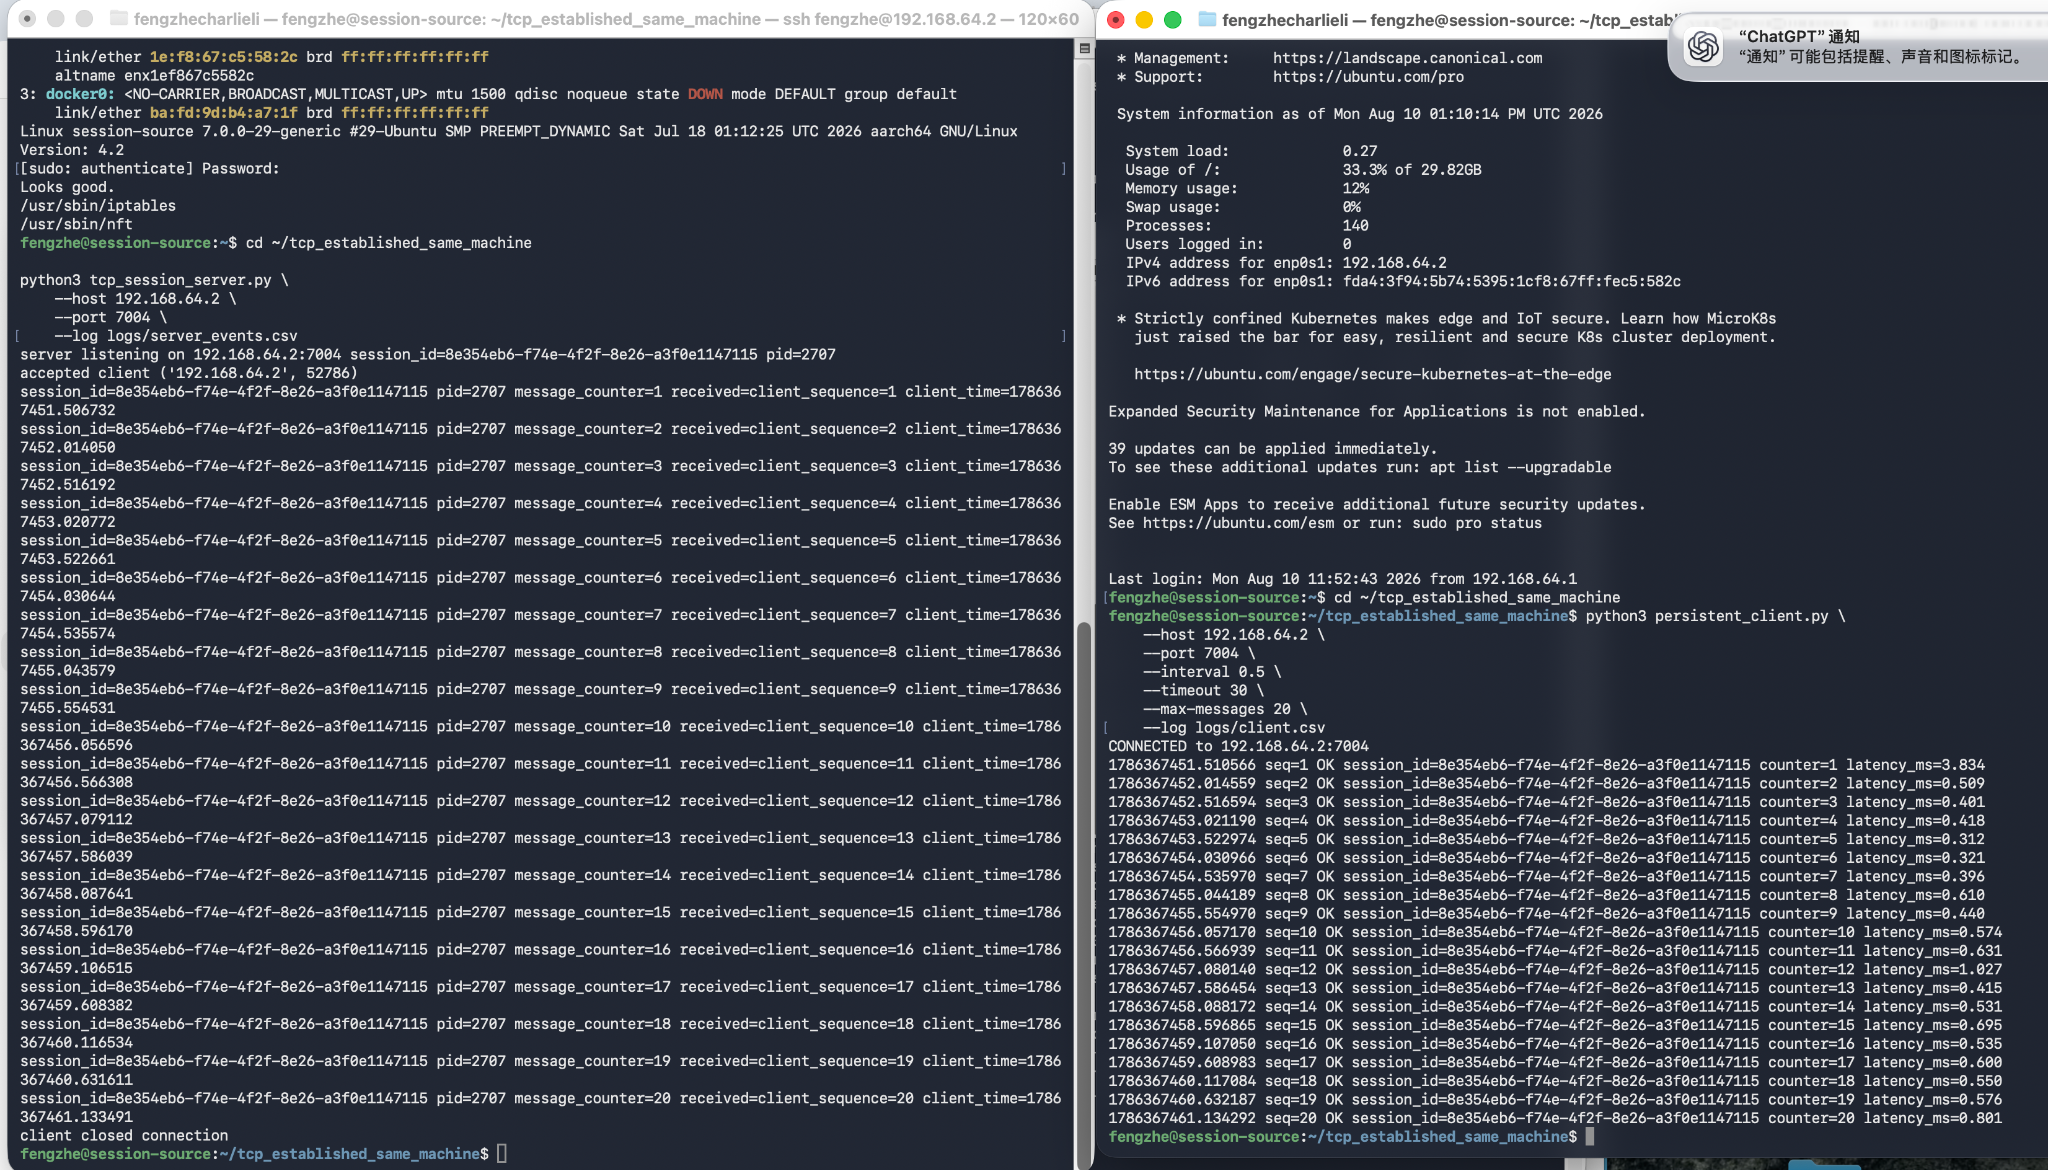 fengzhecharlieli — fengzhe@session-source: ~/tcp_established_same_machine — ssh fengzhe@192.168.64.2 — 120×60
    link/ether 1e:f8:67:c5:58:2c brd ff:ff:ff:ff:ff:ff
    altname enx1ef867c5582c
3: docker0: <NO-CARRIER,BROADCAST,MULTICAST,UP> mtu 1500 qdisc noqueue state DOWN mode DEFAULT group default
    link/ether ba:fd:9d:b4:a7:1f brd ff:ff:ff:ff:ff:ff
Linux session-source 7.0.0-29-generic #29-Ubuntu SMP PREEMPT_DYNAMIC Sat Jul 18 01:12:25 UTC 2026 aarch64 GNU/Linux
Version: 4.2
[[sudo: authenticate] Password: ]
Looks good.
/usr/sbin/iptables
/usr/sbin/nft
fengzhe@session-source:~$ cd ~/tcp_established_same_machine

python3 tcp_session_server.py \
    --host 192.168.64.2 \
    --port 7004 \
[    --log logs/server_events.csv ]
server listening on 192.168.64.2:7004 session_id=8e354eb6-f74e-4f2f-8e26-a3f0e1147115 pid=2707
accepted client ('192.168.64.2', 52786)
session_id=8e354eb6-f74e-4f2f-8e26-a3f0e1147115 pid=2707 message_counter=1 received=client_sequence=1 client_time=178636
7451.506732
session_id=8e354eb6-f74e-4f2f-8e26-a3f0e1147115 pid=2707 message_counter=2 received=client_sequence=2 client_time=178636
7452.014050
session_id=8e354eb6-f74e-4f2f-8e26-a3f0e1147115 pid=2707 message_counter=3 received=client_sequence=3 client_time=178636
7452.516192
session_id=8e354eb6-f74e-4f2f-8e26-a3f0e1147115 pid=2707 message_counter=4 received=client_sequence=4 client_time=178636
7453.020772
session_id=8e354eb6-f74e-4f2f-8e26-a3f0e1147115 pid=2707 message_counter=5 received=client_sequence=5 client_time=178636
7453.522661
session_id=8e354eb6-f74e-4f2f-8e26-a3f0e1147115 pid=2707 message_counter=6 received=client_sequence=6 client_time=178636
7454.030644
session_id=8e354eb6-f74e-4f2f-8e26-a3f0e1147115 pid=2707 message_counter=7 received=client_sequence=7 client_time=178636
7454.535574
session_id=8e354eb6-f74e-4f2f-8e26-a3f0e1147115 pid=2707 message_counter=8 received=client_sequence=8 client_time=178636
7455.043579
session_id=8e354eb6-f74e-4f2f-8e26-a3f0e1147115 pid=2707 message_counter=9 received=client_sequence=9 client_time=178636
7455.554531
session_id=8e354eb6-f74e-4f2f-8e26-a3f0e1147115 pid=2707 message_counter=10 received=client_sequence=10 client_time=1786
367456.056596
session_id=8e354eb6-f74e-4f2f-8e26-a3f0e1147115 pid=2707 message_counter=11 received=client_sequence=11 client_time=1786
367456.566308
session_id=8e354eb6-f74e-4f2f-8e26-a3f0e1147115 pid=2707 message_counter=12 received=client_sequence=12 client_time=1786
367457.079112
session_id=8e354eb6-f74e-4f2f-8e26-a3f0e1147115 pid=2707 message_counter=13 received=client_sequence=13 client_time=1786
367457.586039
session_id=8e354eb6-f74e-4f2f-8e26-a3f0e1147115 pid=2707 message_counter=14 received=client_sequence=14 client_time=1786
367458.087641
session_id=8e354eb6-f74e-4f2f-8e26-a3f0e1147115 pid=2707 message_counter=15 received=client_sequence=15 client_time=1786
367458.596170
session_id=8e354eb6-f74e-4f2f-8e26-a3f0e1147115 pid=2707 message_counter=16 received=client_sequence=16 client_time=1786
367459.106515
session_id=8e354eb6-f74e-4f2f-8e26-a3f0e1147115 pid=2707 message_counter=17 received=client_sequence=17 client_time=1786
367459.608382
session_id=8e354eb6-f74e-4f2f-8e26-a3f0e1147115 pid=2707 message_counter=18 received=client_sequence=18 client_time=1786
367460.116534
session_id=8e354eb6-f74e-4f2f-8e26-a3f0e1147115 pid=2707 message_counter=19 received=client_sequence=19 client_time=1786
367460.631611
session_id=8e354eb6-f74e-4f2f-8e26-a3f0e1147115 pid=2707 message_counter=20 received=client_sequence=20 client_time=1786
367461.133491
client closed connection
fengzhe@session-source:~/tcp_established_same_machine$
fengzhecharlieli — fengzhe@session-source: ~/tcp_establ
“ChatGPT” 通知
“通知” 可能包括提醒、声音和图标标记。
 * Management:     https://landscape.canonical.com
 * Support:        https://ubuntu.com/pro

 System information as of Mon Aug 10 01:10:14 PM UTC 2026

  System load:             0.27
  Usage of /:              33.3% of 29.82GB
  Memory usage:            12%
  Swap usage:              0%
  Processes:               140
  Users logged in:         0
  IPv4 address for enp0s1: 192.168.64.2
  IPv6 address for enp0s1: fda4:3f94:5b74:5395:1cf8:67ff:fec5:582c

 * Strictly confined Kubernetes makes edge and IoT secure. Learn how MicroK8s
   just raised the bar for easy, resilient and secure K8s cluster deployment.

   https://ubuntu.com/engage/secure-kubernetes-at-the-edge

Expanded Security Maintenance for Applications is not enabled.

39 updates can be applied immediately.
To see these additional updates run: apt list --upgradable

Enable ESM Apps to receive additional future security updates.
See https://ubuntu.com/esm or run: sudo pro status


Last login: Mon Aug 10 11:52:43 2026 from 192.168.64.1
[fengzhe@session-source:~$ cd ~/tcp_established_same_machine
fengzhe@session-source:~/tcp_established_same_machine$ python3 persistent_client.py \
    --host 192.168.64.2 \
    --port 7004 \
    --interval 0.5 \
    --timeout 30 \
    --max-messages 20 \
[    --log logs/client.csv
CONNECTED to 192.168.64.2:7004
1786367451.510566 seq=1 OK session_id=8e354eb6-f74e-4f2f-8e26-a3f0e1147115 counter=1 latency_ms=3.834
1786367452.014559 seq=2 OK session_id=8e354eb6-f74e-4f2f-8e26-a3f0e1147115 counter=2 latency_ms=0.509
1786367452.516594 seq=3 OK session_id=8e354eb6-f74e-4f2f-8e26-a3f0e1147115 counter=3 latency_ms=0.401
1786367453.021190 seq=4 OK session_id=8e354eb6-f74e-4f2f-8e26-a3f0e1147115 counter=4 latency_ms=0.418
1786367453.522974 seq=5 OK session_id=8e354eb6-f74e-4f2f-8e26-a3f0e1147115 counter=5 latency_ms=0.312
1786367454.030966 seq=6 OK session_id=8e354eb6-f74e-4f2f-8e26-a3f0e1147115 counter=6 latency_ms=0.321
1786367454.535970 seq=7 OK session_id=8e354eb6-f74e-4f2f-8e26-a3f0e1147115 counter=7 latency_ms=0.396
1786367455.044189 seq=8 OK session_id=8e354eb6-f74e-4f2f-8e26-a3f0e1147115 counter=8 latency_ms=0.610
1786367455.554970 seq=9 OK session_id=8e354eb6-f74e-4f2f-8e26-a3f0e1147115 counter=9 latency_ms=0.440
1786367456.057170 seq=10 OK session_id=8e354eb6-f74e-4f2f-8e26-a3f0e1147115 counter=10 latency_ms=0.574
1786367456.566939 seq=11 OK session_id=8e354eb6-f74e-4f2f-8e26-a3f0e1147115 counter=11 latency_ms=0.631
1786367457.080140 seq=12 OK session_id=8e354eb6-f74e-4f2f-8e26-a3f0e1147115 counter=12 latency_ms=1.027
1786367457.586454 seq=13 OK session_id=8e354eb6-f74e-4f2f-8e26-a3f0e1147115 counter=13 latency_ms=0.415
1786367458.088172 seq=14 OK session_id=8e354eb6-f74e-4f2f-8e26-a3f0e1147115 counter=14 latency_ms=0.531
1786367458.596865 seq=15 OK session_id=8e354eb6-f74e-4f2f-8e26-a3f0e1147115 counter=15 latency_ms=0.695
1786367459.107050 seq=16 OK session_id=8e354eb6-f74e-4f2f-8e26-a3f0e1147115 counter=16 latency_ms=0.535
1786367459.608983 seq=17 OK session_id=8e354eb6-f74e-4f2f-8e26-a3f0e1147115 counter=17 latency_ms=0.600
1786367460.117084 seq=18 OK session_id=8e354eb6-f74e-4f2f-8e26-a3f0e1147115 counter=18 latency_ms=0.550
1786367460.632187 seq=19 OK session_id=8e354eb6-f74e-4f2f-8e26-a3f0e1147115 counter=19 latency_ms=0.576
1786367461.134292 seq=20 OK session_id=8e354eb6-f74e-4f2f-8e26-a3f0e1147115 counter=20 latency_ms=0.801
fengzhe@session-source:~/tcp_established_same_machine$